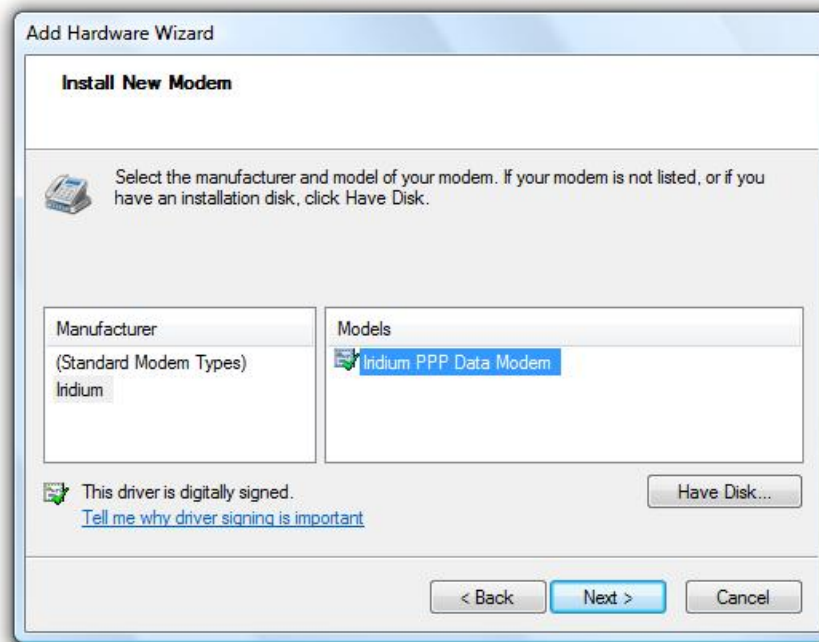 Add Hardware Wizard
Install New Modem
Select the manufacturer and model of your modem. If your modem is not listed, or if you
have an installation disk, click Have Disk.
Manufacturer
(Standard Modem Types)
Iridium
Models
Iridium PPP Data Modem
This driver is digitally signed.
Tell me why driver signing is important
Have Disk...
< Back
Next >
Cancel